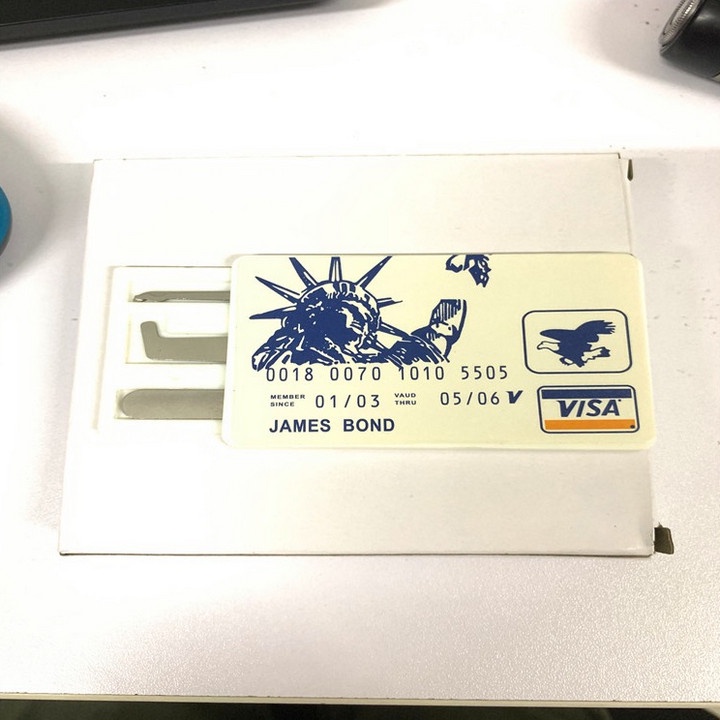 0018 0070 1010 5505
MEMBER SINCE 01/03 VAUD THRU 05/06 V
JAMES BOND
VISA